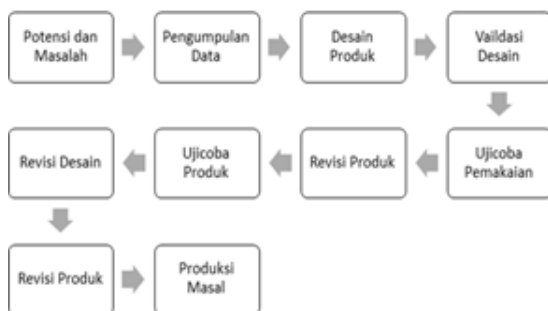 Potensi dan
Masalah
Pengumpulan
Data
Desain
Produk
Vaildasi
Desain
Ujicoba
Pemakaian
Revisi Produk
Ujicoba
Produk
Revisi Desain
Revisi Produk
Produksi
Masal